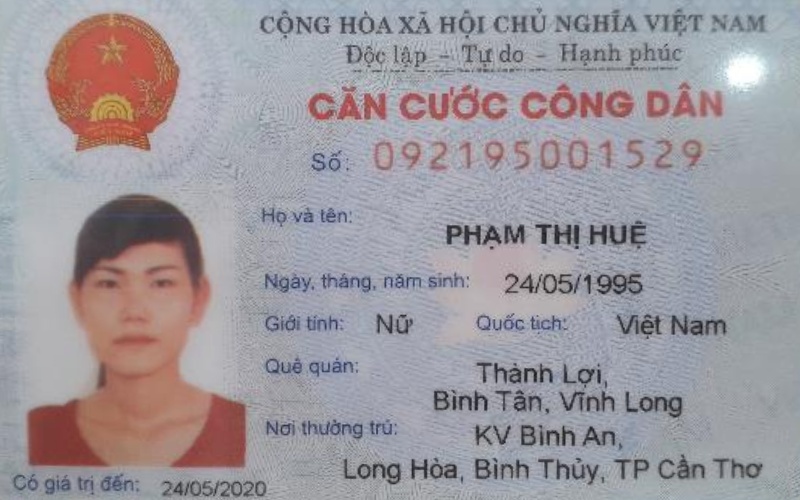 CỘNG HÒA XÃ HỘI CHỦ NGHĨA VIỆT NAM
Độc lập – Tự do – Hạnh phúc
CĂN CƯỚC CÔNG DÂN
Số: 092195001529
Họ và tên:
PHẠM THỊ HUỆ
Ngày, tháng, năm sinh: 24/05/1995
Giới tính: Nữ Quốc tịch: Việt Nam
Quê quán: Thành Lợi,
Bình Tân, Vĩnh Long
Nơi thường trú: KV Bình An,
Long Hòa, Bình Thủy, TP Cần Thơ
Có giá trị đến: 24/05/2020